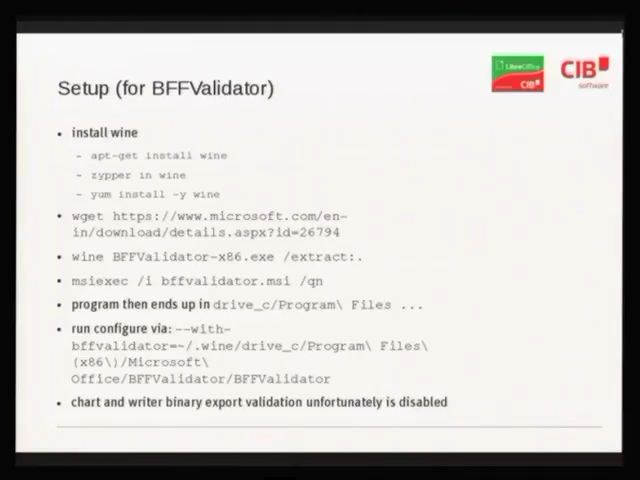 Setup (for BFFValidator)
LibreOffice
CIB
CIB
software
• install wine
– apt-get install wine
– zypper in wine
– yum install -y wine
• wget https://www.microsoft.com/en-
in/download/details.aspx?id=26794
• wine BFFValidator-x86.exe /extract:.
• msiexec /i bffvalidator.msi /qn
• program then ends up in drive_c/Program\ Files ...
• run configure via: --with-
bffvalidator=~/.wine/drive_c/Program\ Files\
(x86\)/Microsoft\
Office/BFFValidator/BFFValidator
• chart and writer binary export validation unfortunately is disabled